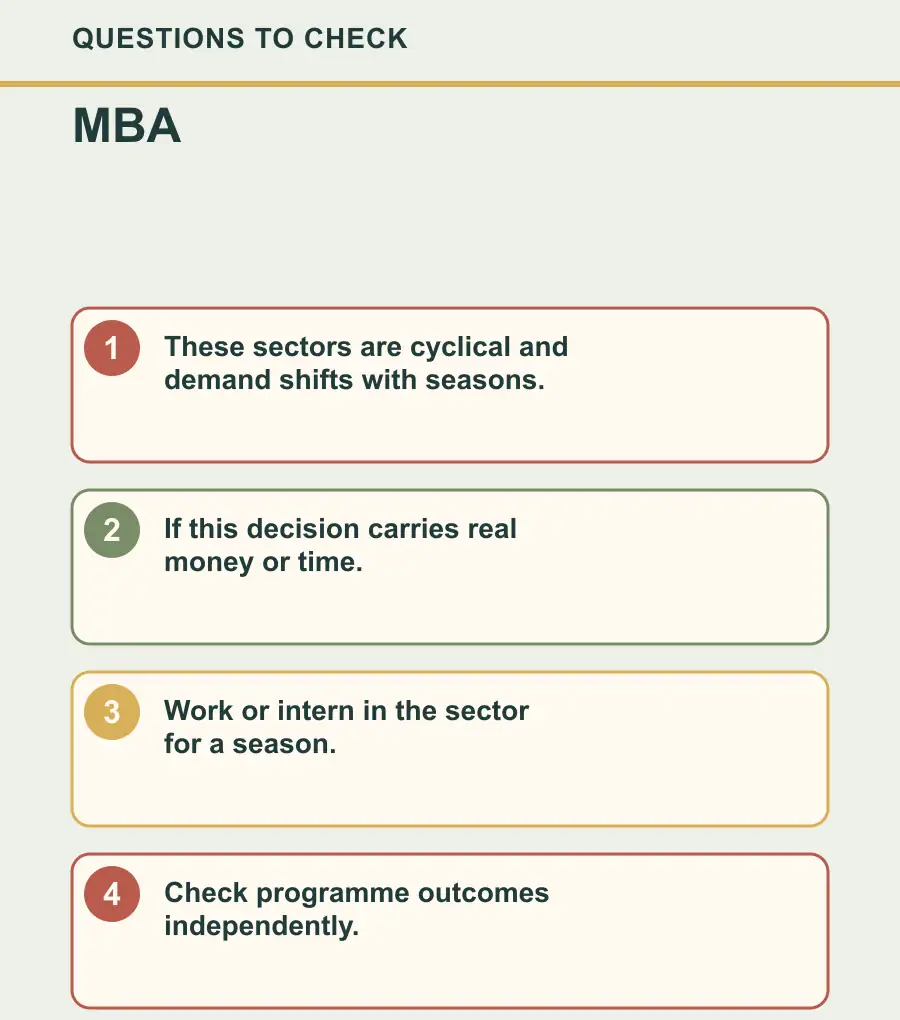 QUESTIONS TO CHECK
MBA
1
These sectors are cyclical and
demand shifts with seasons.
2
If this decision carries real
money or time.
3
Work or intern in the sector
for a season.
4
Check programme outcomes
independently.